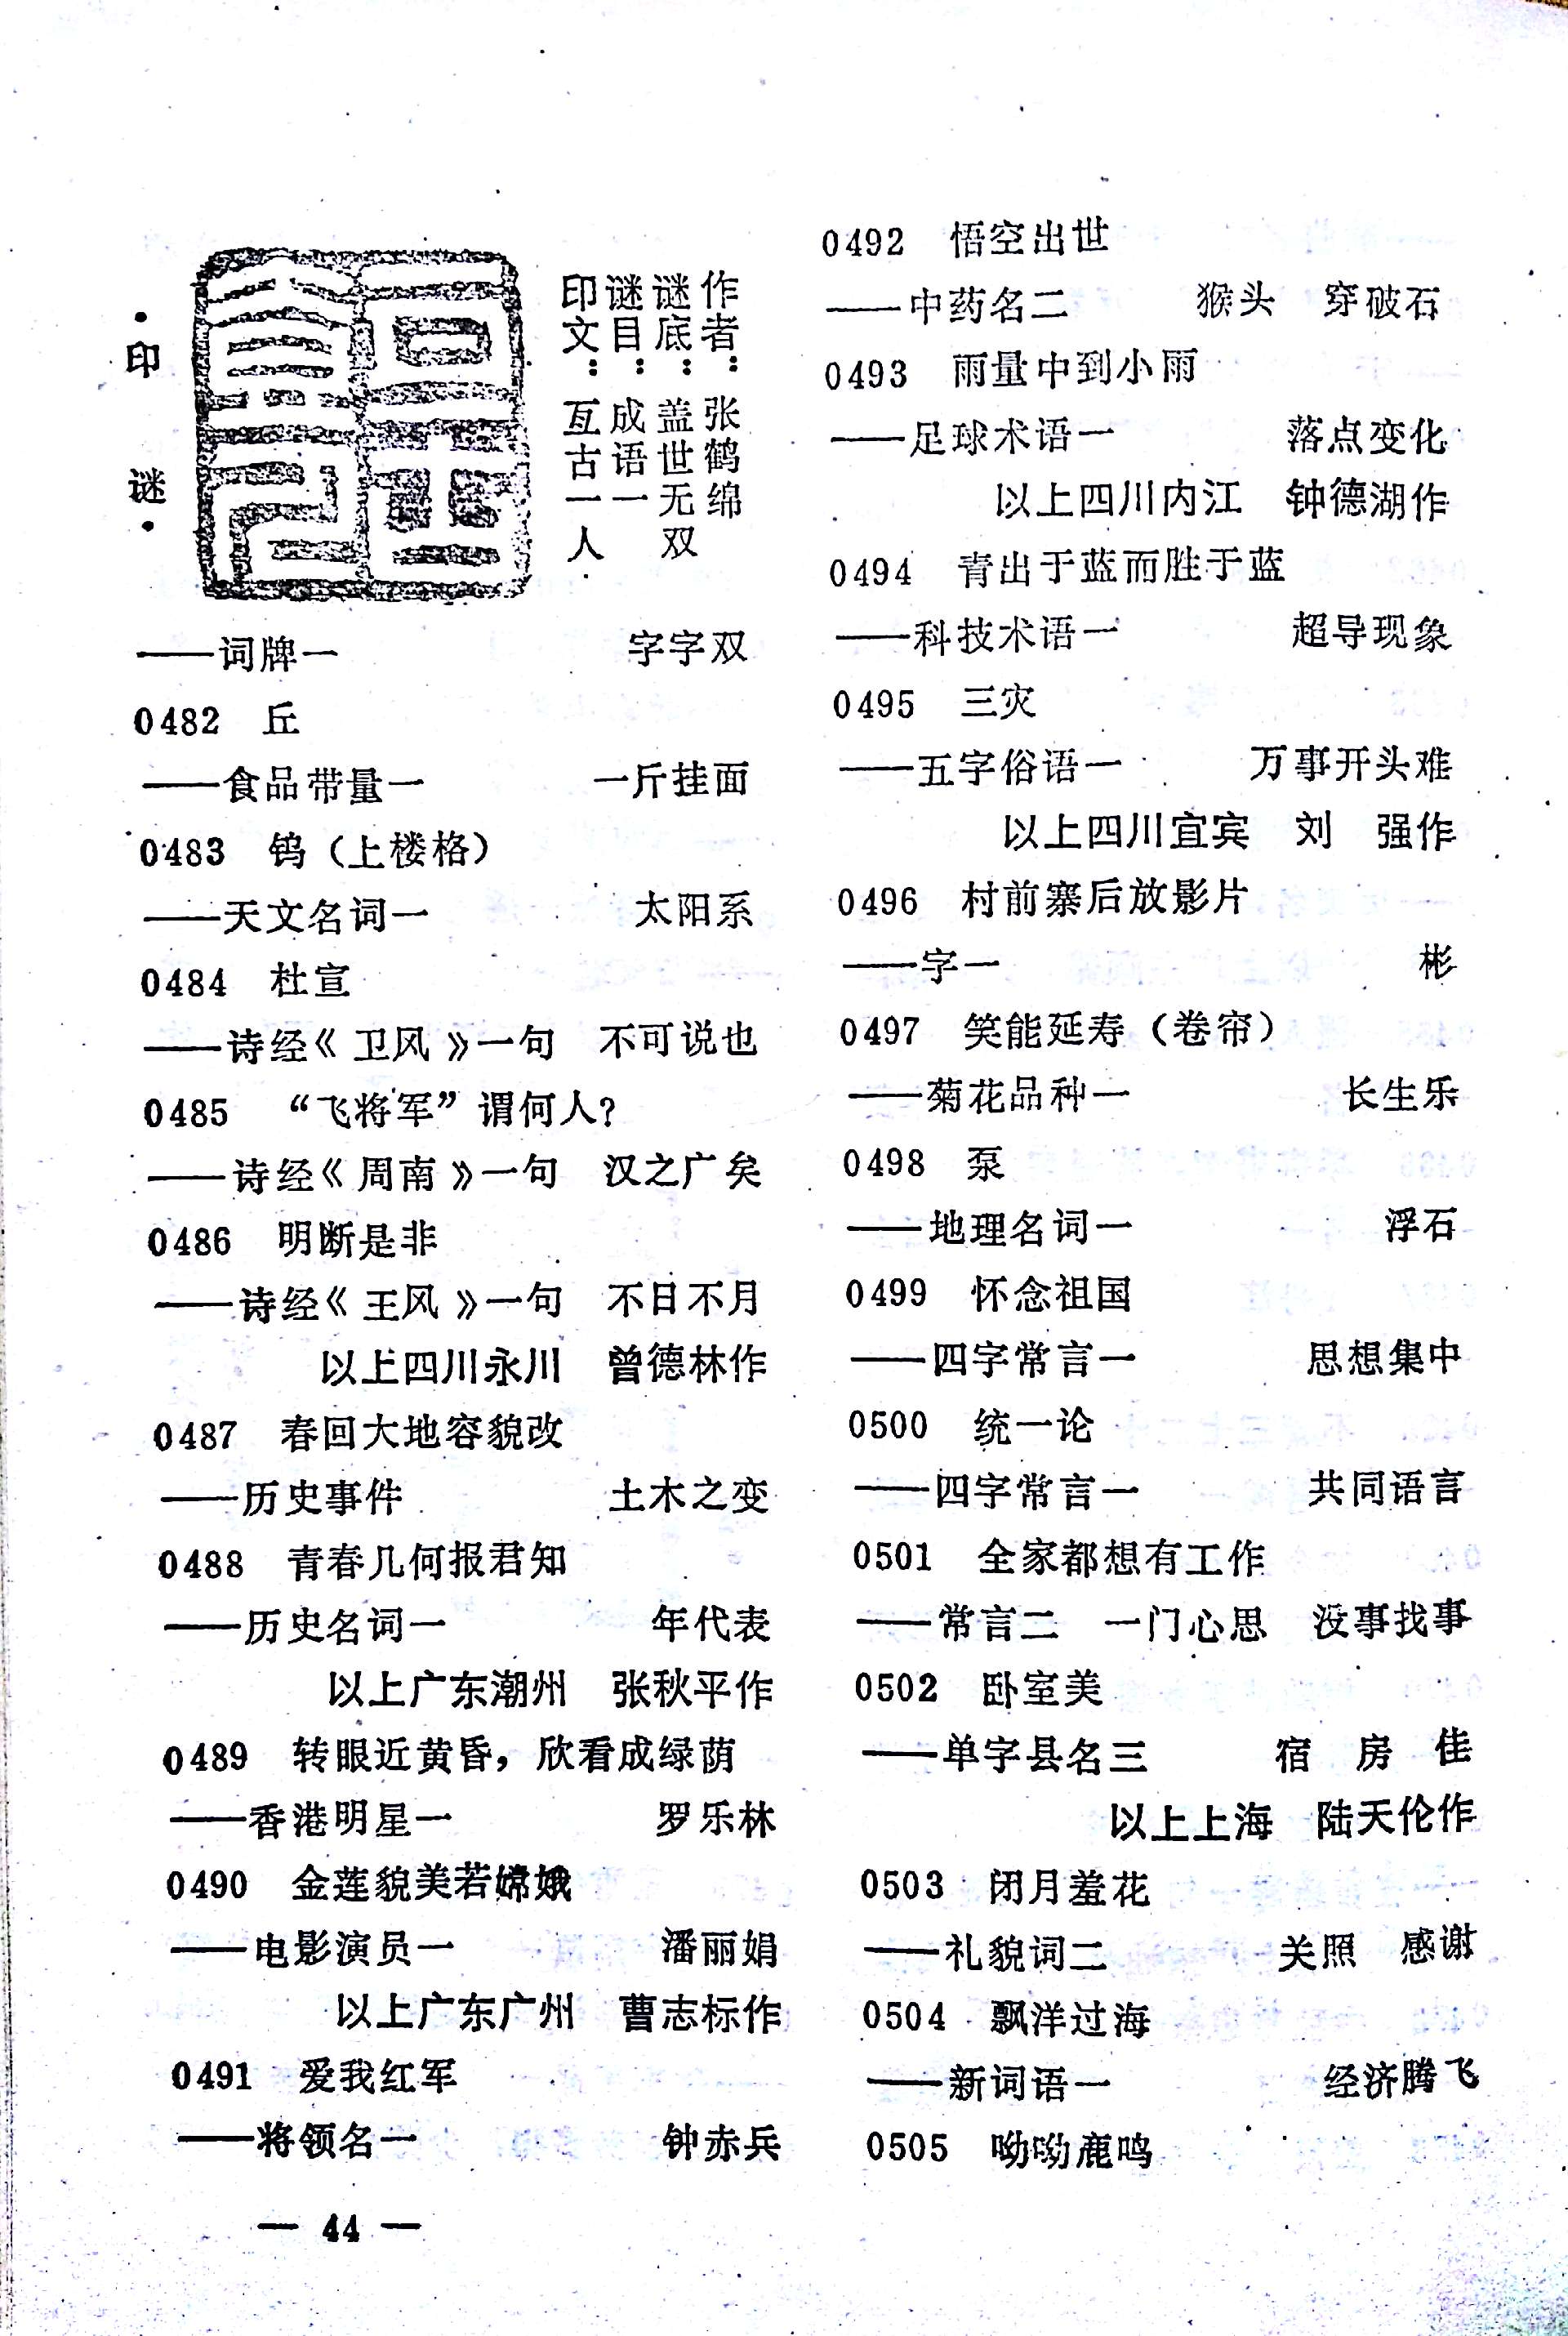 ·印 谜·
印文：亙古一人
谜目：成语一
谜底：盖世无双
作者：张鹤绵
——词牌一 字字双
0482 丘
——食品带量一 一斤挂面
0483 钨（上楼格）
——天文名词一 太阳系
0484 杜宣
——诗经《卫风》一句 不可说也
0485 “飞将军”谓何人？
——诗经《周南》一句 汉之广矣
0486 明断是非
——诗经《王风》一句 不日不月
以上四川永川 曾德林作
0487 春回大地容貌改
——历史事件 土木之变
0488 青春几何报君知
——历史名词一 年代表
以上广东潮州 张秋平作
0489 转眼近黄昏，欣看成绿荫
——香港明星一 罗乐林
0490 金莲貌美若嫦娥
——电影演员一 潘丽娟
以上广东广州 曹志标作
0491 爱我红军
——将领名一 钟赤兵
— 44 —
0492 悟空出世
——中药名二 猴头 穿破石
0493 雨量中到小雨
——足球术语一 落点变化
以上四川内江 钟德湖作
0494 青出于蓝而胜于蓝
——科技术语一 超导现象
0495 三灾
——五字俗语一 万事开头难
以上四川宜宾 刘 强作
0496 村前寨后放影片
——字一 彬
0497 笑能延寿（卷帘）
——菊花品种一 长生乐
0498 泵
——地理名词一 浮石
0499 怀念祖国
——四字常言一 思想集中
0500 统一论
——四字常言一 共同语言
0501 全家都想有工作
——常言二 一门心思 没事找事
0502 卧室美
——单字县名三 宿 房 佳
以上上海 陆天伦作
0503 闭月羞花
——礼貌词二 关照 感谢
0504 飘洋过海
——新词语一 经济腾飞
0505 呦呦鹿鸣